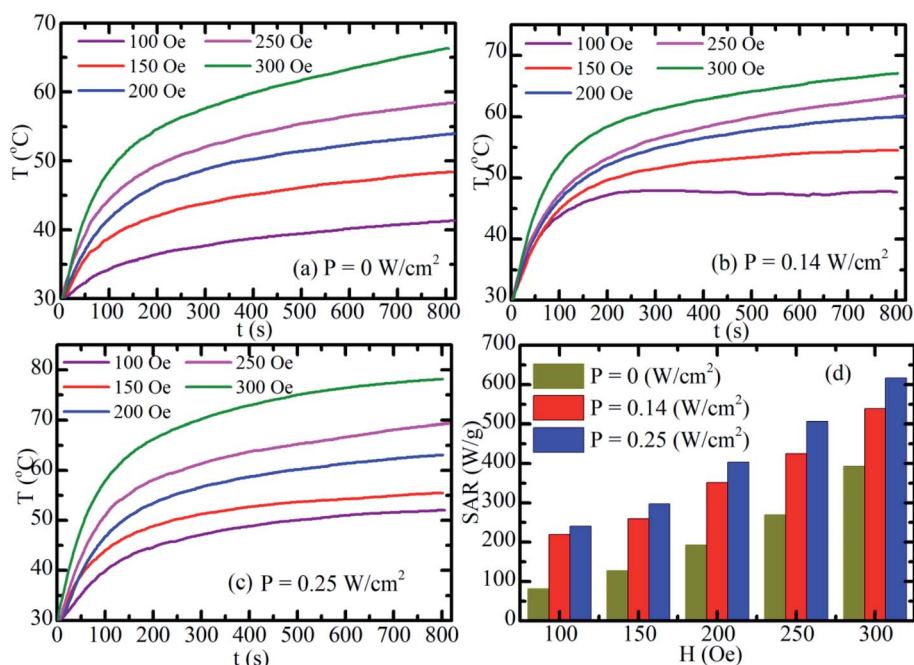 70
60
50
40
30
T (°C)
100 Oe 250 Oe
150 Oe 300 Oe
200 Oe
(a) P = 0 W/cm²
0 100 200 300 400 500 600 700 800
t (s)
70
60
50
40
30
T (°C)
100 Oe 250 Oe
150 Oe 300 Oe
200 Oe
(b) P = 0.14 W/cm²
0 100 200 300 400 500 600 700 800
t (s)
80
70
60
50
40
30
T (°C)
100 Oe 250 Oe
150 Oe 300 Oe
200 Oe
(c) P = 0.25 W/cm²
0 100 200 300 400 500 600 700 800
t (s)
700
600
500
400
300
200
100
0
SAR (W/g)
P = 0 (W/cm²) (d)
P = 0.14 (W/cm²)
P = 0.25 (W/cm²)
100 150 200 250 300
H (Oe)